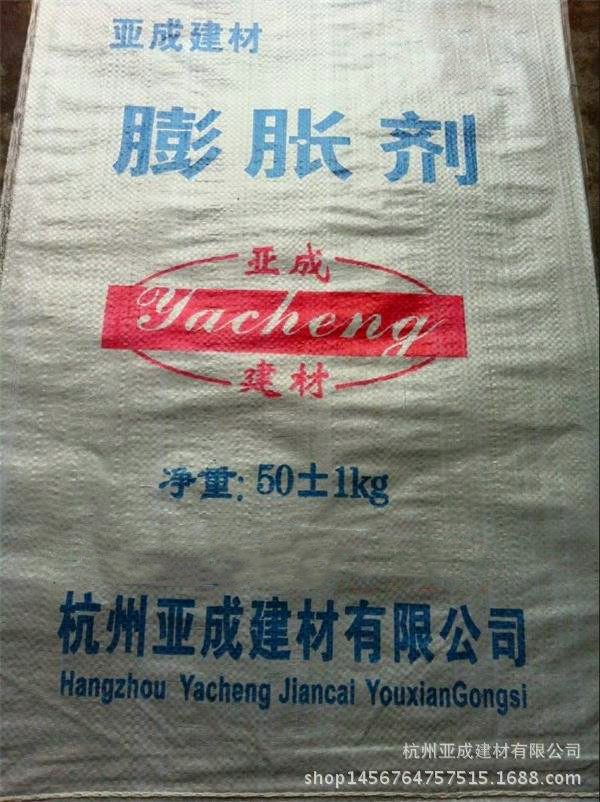 亚成建材
膨胀剂
亚成
Yacheng
建材
净重:50±1kg
杭州亚成建材有限公司
Hangzhou Yacheng Jiancai YouxianGongsi
杭州亚成建材有限公司
shop1456764757515.1688.com